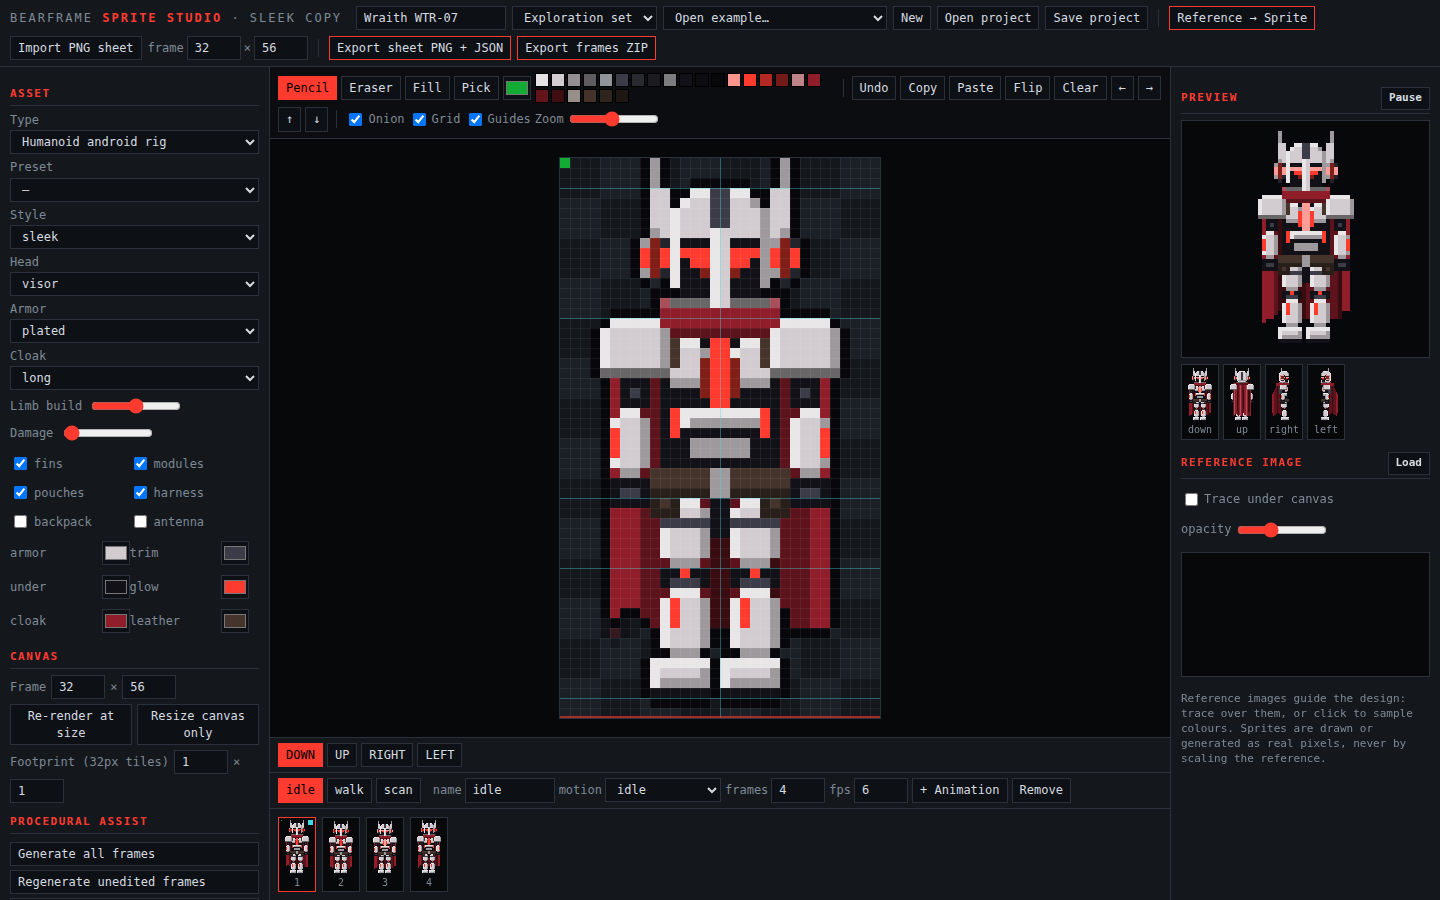 BEARFRAME SPRITE STUDIO · SLEEK COPY
Wraith WTR-07
Exploration set
Open example…
New
Open project
Save project
Reference → Sprite
Import PNG sheet
frame 32 × 56
Export sheet PNG + JSON
Export frames ZIP
ASSET
Type
Humanoid android rig
Preset
—
Style
sleek
Head
visor
Armor
plated
Cloak
long
Limb build
Damage
fins
modules
pouches
harness
backpack
antenna
armor
trim
under
glow
cloak
leather
CANVAS
Frame 32 × 56
Re-render at size
Resize canvas only
Footprint (32px tiles) 1 ×
1
PROCEDURAL ASSIST
Generate all frames
Regenerate unedited frames
Pencil
Eraser
Fill
Pick
Undo
Copy
Paste
Flip
Clear
←
→
↑
↓
Onion
Grid
Guides
Zoom
DOWN
UP
RIGHT
LEFT
idle
walk
scan
name idle
motion idle
frames 4
fps 6
+ Animation
Remove
1
2
3
4
PREVIEW
Pause
down
up
right
left
REFERENCE IMAGE
Load
Trace under canvas
opacity
Reference images guide the design:
trace over them, or click to sample
colours. Sprites are drawn or
generated as real pixels, never by
scaling the reference.